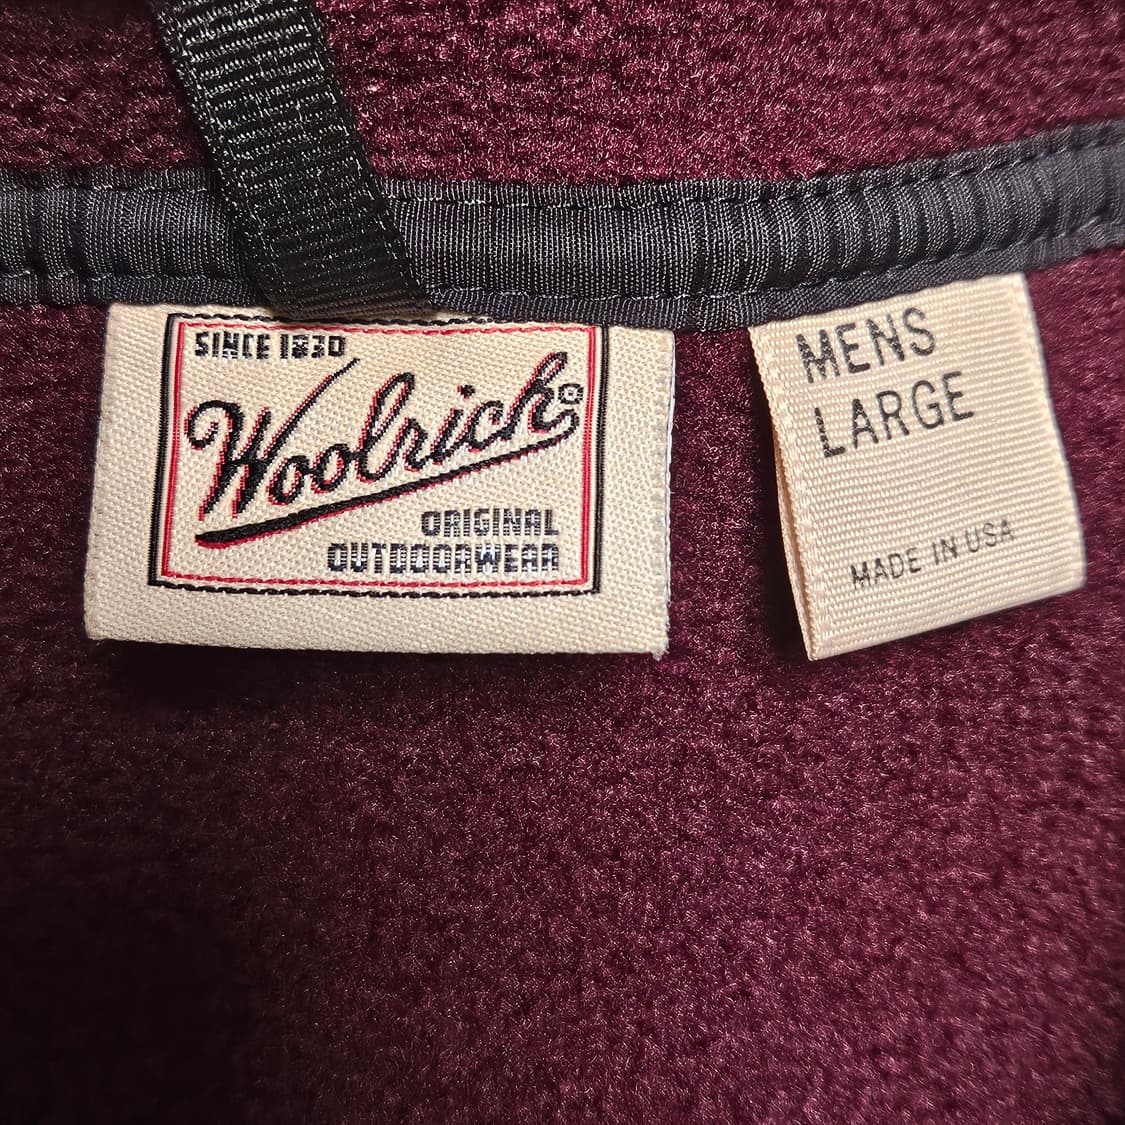 SINCE 1830
Woolrich®
ORIGINAL
OUTDOORWEAR
MENS
LARGE
MADE IN USA